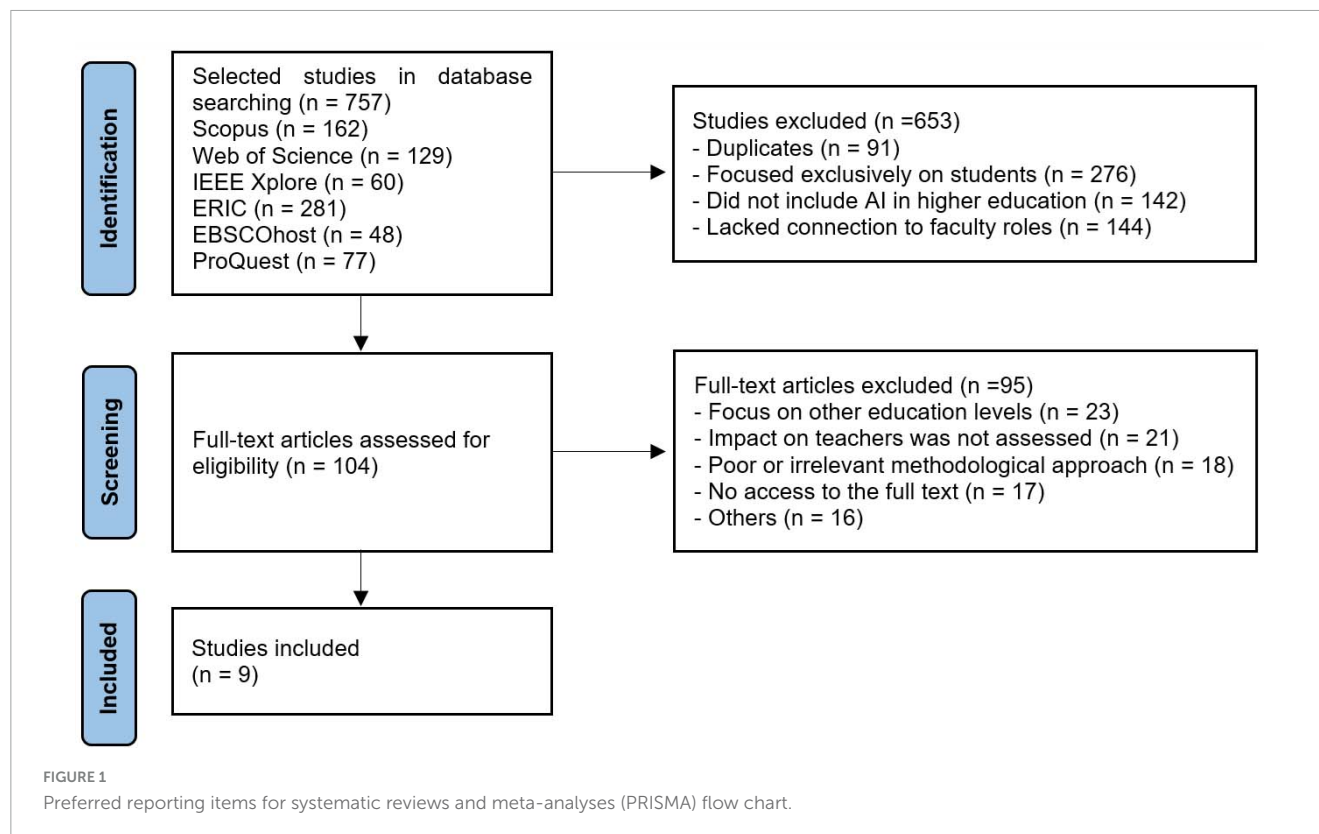 Identification
Selected studies in database
searching (n = 757)
Scopus (n = 162)
Web of Science (n = 129)
IEEE Xplore (n = 60)
ERIC (n = 281)
EBSCOhost (n = 48)
ProQuest (n = 77)
Studies excluded (n =653)
- Duplicates (n = 91)
- Focused exclusively on students (n = 276)
- Did not include AI in higher education (n = 142)
- Lacked connection to faculty roles (n = 144)
Screening
Full-text articles assessed for
eligibility (n = 104)
Full-text articles excluded (n =95)
- Focus on other education levels (n = 23)
- Impact on teachers was not assessed (n = 21)
- Poor or irrelevant methodological approach (n = 18)
- No access to the full text (n = 17)
- Others (n = 16)
Included
Studies included
(n = 9)
FIGURE 1
Preferred reporting items for systematic reviews and meta-analyses (PRISMA) flow chart.